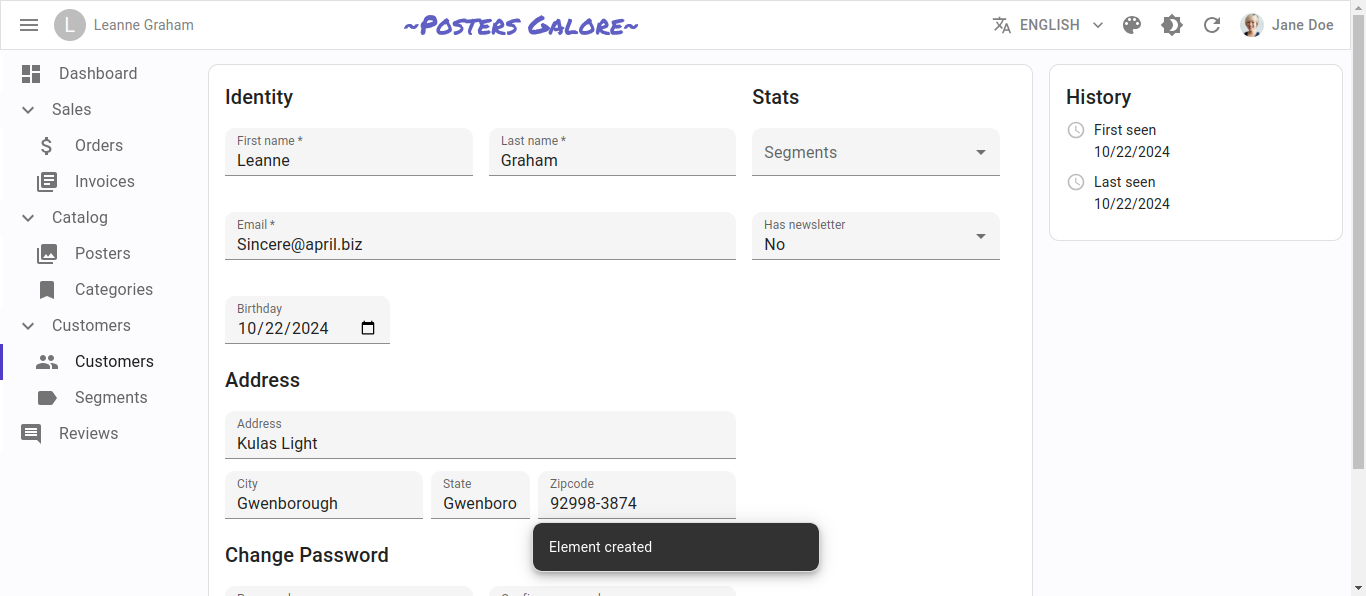 L Leanne Graham
~Posters Galore~
ENGLISH
Jane Doe
Dashboard
Sales
Orders
Invoices
Catalog
Posters
Categories
Customers
Customers
Segments
Reviews
Identity
First name *
Leanne
Last name *
Graham
Email *
Sincere@april.biz
Birthday
10/22/2024
Address
Address
Kulas Light
City
Gwenborough
State
Gwenboro
Zipcode
92998-3874
Change Password
Stats
Segments
Has newsletter
No
History
First seen
10/22/2024
Last seen
10/22/2024
Element created